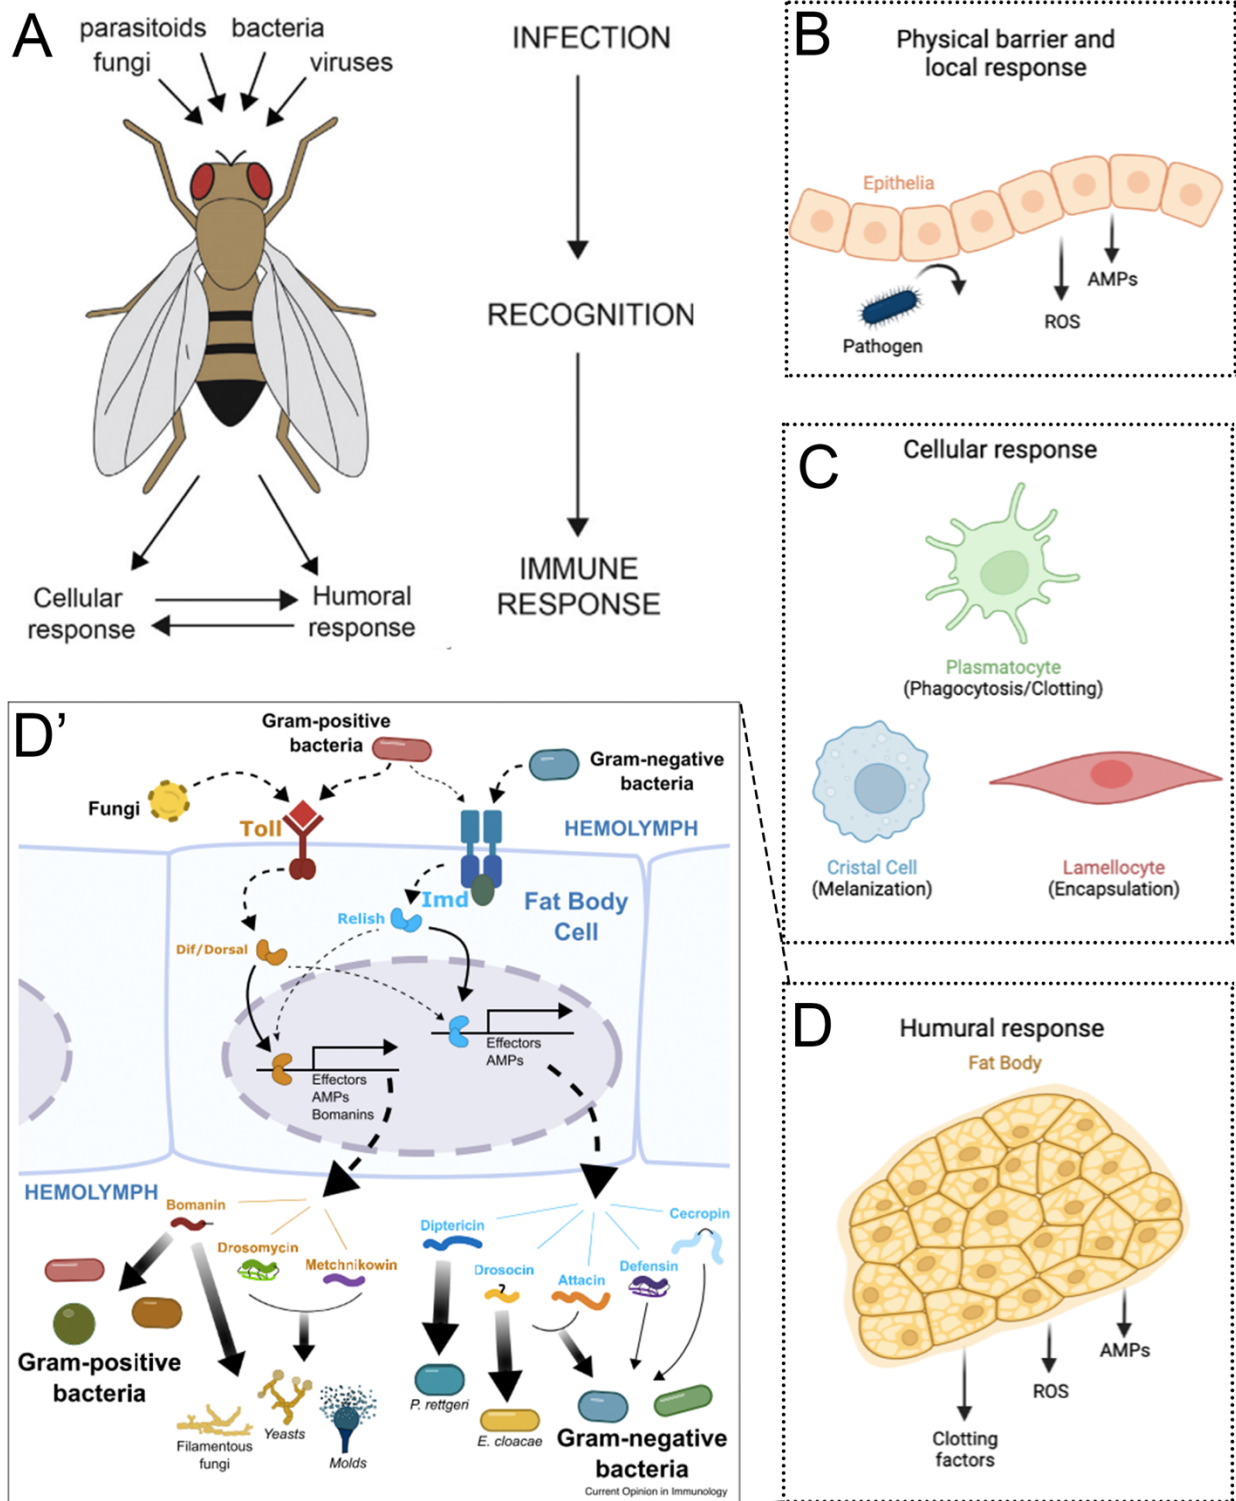 A
parasitoids bacteria
fungi viruses
Cellular
response
Humoral
response
INFECTION
RECOGNITION
IMMUNE
RESPONSE
B
Physical barrier and
local response
Epithelia
Pathogen
ROS
AMPs
C
Cellular response
Plasmatocyte
(Phagocytosis/Clotting)
Cristal Cell
(Melanization)
Lamellocyte
(Encapsulation)
D'
Gram-positive
bacteria
Gram-negative
bacteria
Fungi
Toll
HEMOLYMPH
Imd
Relish
Fat Body
Cell
Dif/Dorsal
Effectors
AMPs
Effectors
AMPs
Bomanins
HEMOLYMPH
Bomanin
Drosomycin
Metchnikowin
Diptericin
Drosocin
Attacin
Defensin
Cecropin
Gram-positive
bacteria
Filamentous
fungi
Yeasts
Molds
P. rettgeri
E. cloacae
Gram-negative
bacteria
Current Opinion in Immunology
D
Humural response
Fat Body
AMPs
ROS
Clotting
factors